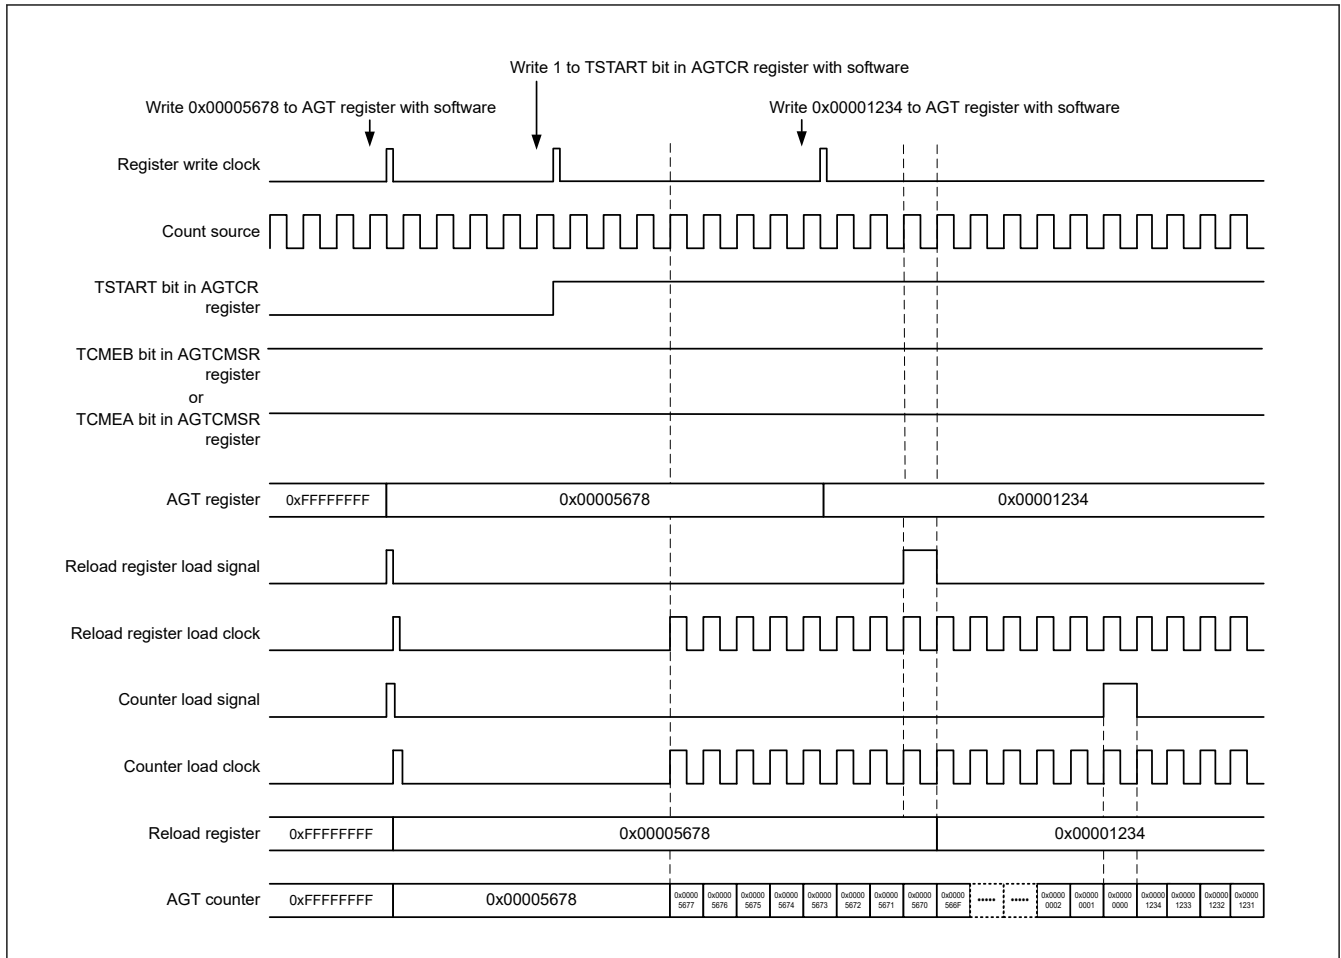 Write 1 to TSTART bit in AGTCR register with software
Write 0x00005678 to AGT register with software
Write 0x00001234 to AGT register with software
Register write clock
Count source
TSTART bit in AGTCR
register
TCMEB bit in AGTCMSR
register
or
TCMEA bit in AGTCMSR
register
AGT register
0xFFFFFFFF
0x00005678
0x00001234
Reload register load signal
Reload register load clock
Counter load signal
Counter load clock
Reload register
0xFFFFFFFF
0x00005678
0x00001234
AGT counter
0xFFFFFFFF
0x00005678
0x0000
5677
0x0000
5676
0x0000
5675
0x0000
5674
0x0000
5673
0x0000
5672
0x0000
5671
0x0000
5670
0x0000
566F
.....
.....
0x0000
0002
0x0000
0001
0x0000
0000
0x0000
1234
0x0000
1233
0x0000
1232
0x0000
1231